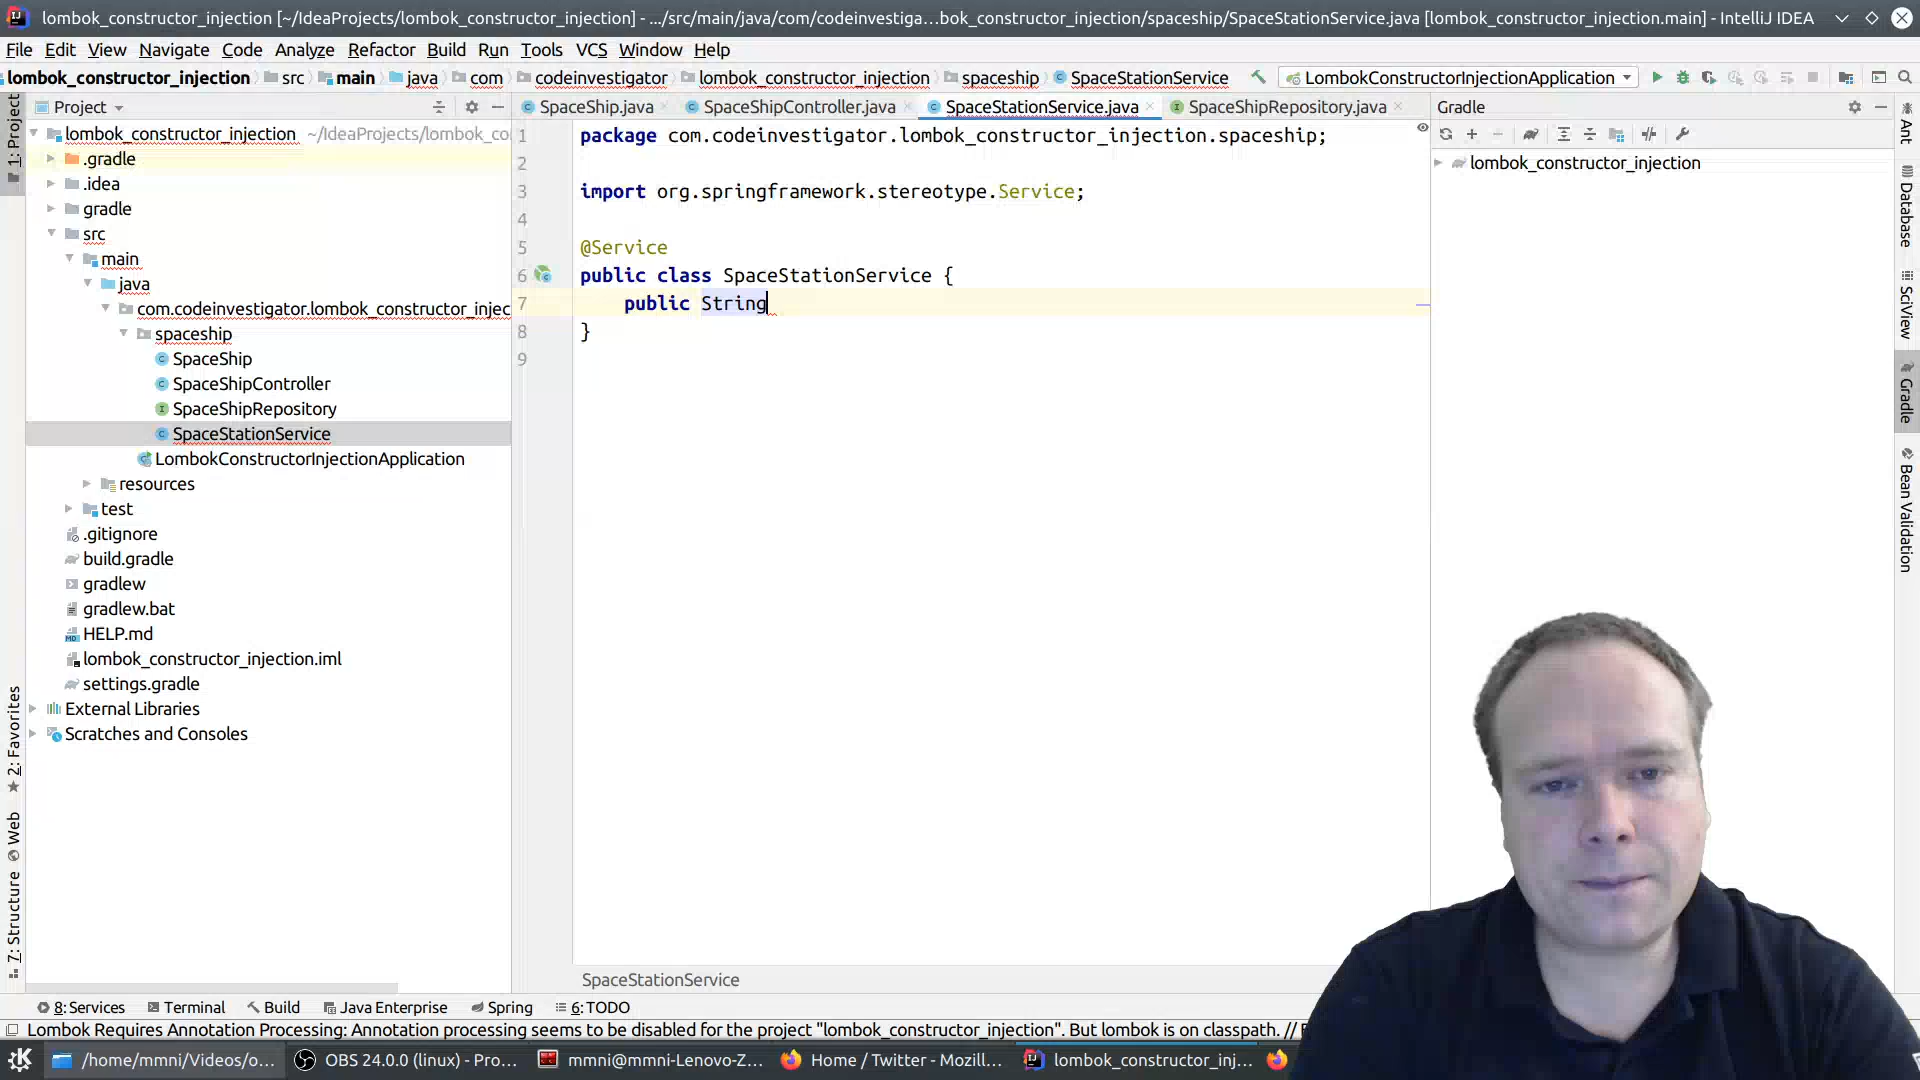 lombok_constructor_injection [~/IdeaProjects/lombok_constructor_injection] - .../src/main/java/com/codeinvestiga...bok_constructor_injection/spaceship/SpaceStationService.java [lombok_constructor_injection.main] - IntelliJ IDEA
File Edit View Navigate Code Analyze Refactor Build Run Tools VCS Window Help
lombok_constructor_injection src main java com codeinvestigator lombok_constructor_injection spaceship SpaceStationService LombokConstructorInjectionApplication
Project SpaceShip.java SpaceShipController.java SpaceStationService.java SpaceShipRepository.java Gradle
lombok_constructor_injection ~/IdeaProjects/lombok_co
.gradle
.idea
gradle
src
main
java
com.codeinvestigator.lombok_constructor_injec
spaceship
SpaceShip
SpaceShipController
SpaceShipRepository
SpaceStationService
LombokConstructorInjectionApplication
resources
test
.gitignore
build.gradle
gradlew
gradlew.bat
HELP.md
lombok_constructor_injection.iml
settings.gradle
External Libraries
Scratches and Consoles
1 package com.codeinvestigator.lombok_constructor_injection.spaceship;
2
3 import org.springframework.stereotype.Service;
4
5 @Service
6 public class SpaceStationService {
7 public String
8 }
9
SpaceStationService
lombok_constructor_injection
1: Project
2: Favorites
Web
7: Structure
Ant
Database
SciView
Gradle
Bean Validation
8: Services Terminal Build Java Enterprise Spring 6: TODO
Lombok Requires Annotation Processing: Annotation processing seems to be disabled for the project "lombok_constructor_injection". But lombok is on classpath. //
/home/mmni/Videos/o... OBS 24.0.0 (linux) - Pro... mmni@mmni-Lenovo-Z... Home / Twitter - Mozill... lombok_constructor_inj...